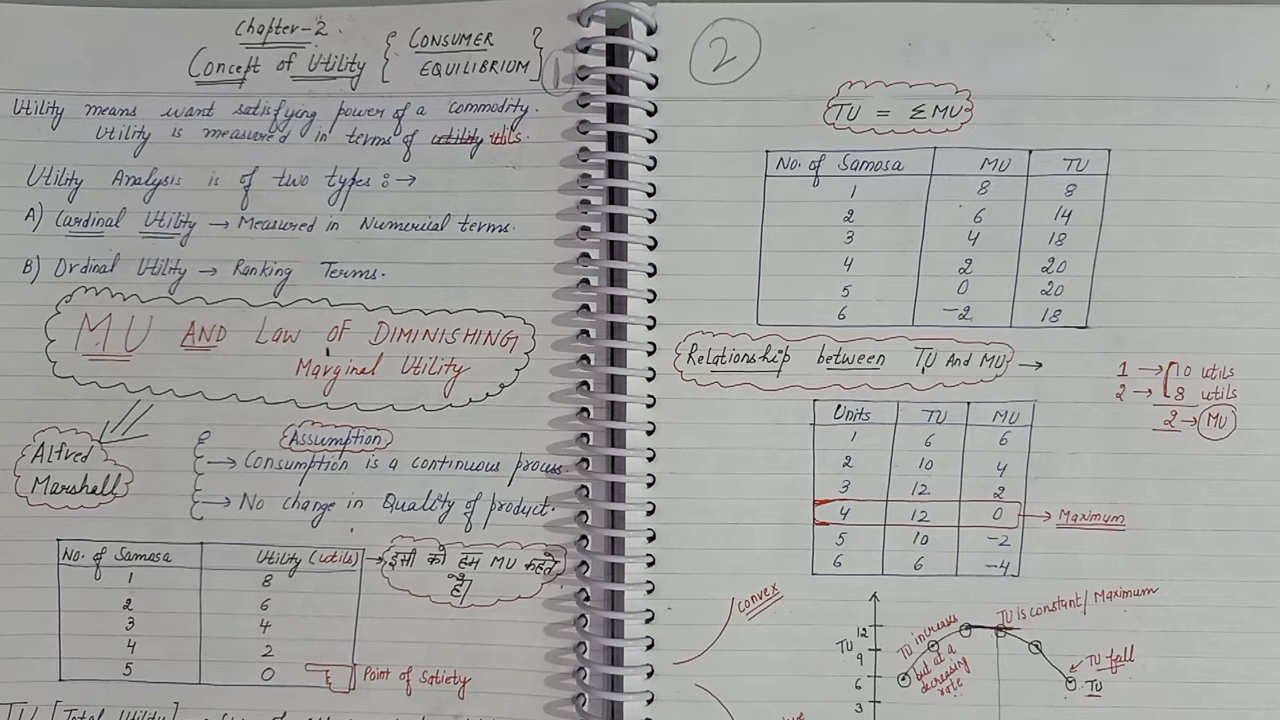 Chapter-2.
Concept of Utility { CONSUMER EQUILIBRIUM }
1
Utility means want satisfying power of a commodity.
Utility is measured in terms of utility utils.
Utility Analysis is of two types :→
A) Cardinal Utility → Measured in Numerical terms.
B) Ordinal Utility → Ranking Terms.
MU AND LAW OF DIMINISHING
Marginal Utility
Alfred
Marshall
Assumption
→ Consumption is a continuous process.
→ No change in Quality of product.
No. of Samosa Utility (utils) → इसी को हम MU कहते
है।
1 8
2 6
3 4
4 2
5 0 Point of Satiety
TU [Total Utility]
2
TU = ΣMU
No. of Samosa MU TU
1 8 8
2 6 14
3 4 18
4 2 20
5 0 20
6 -2 18
Relationship between TU And MU →
1 → 10 utils
2 → 8 utils
2 → MU
Units TU MU
1 6 6
2 10 4
3 12 2
4 12 0 → Maximum
5 10 -2
6 6 -4
convex
TU is constant/Maximum
TU 12
9
6
3
TU increases
but at a
decreasing
rate
TU fall
TU